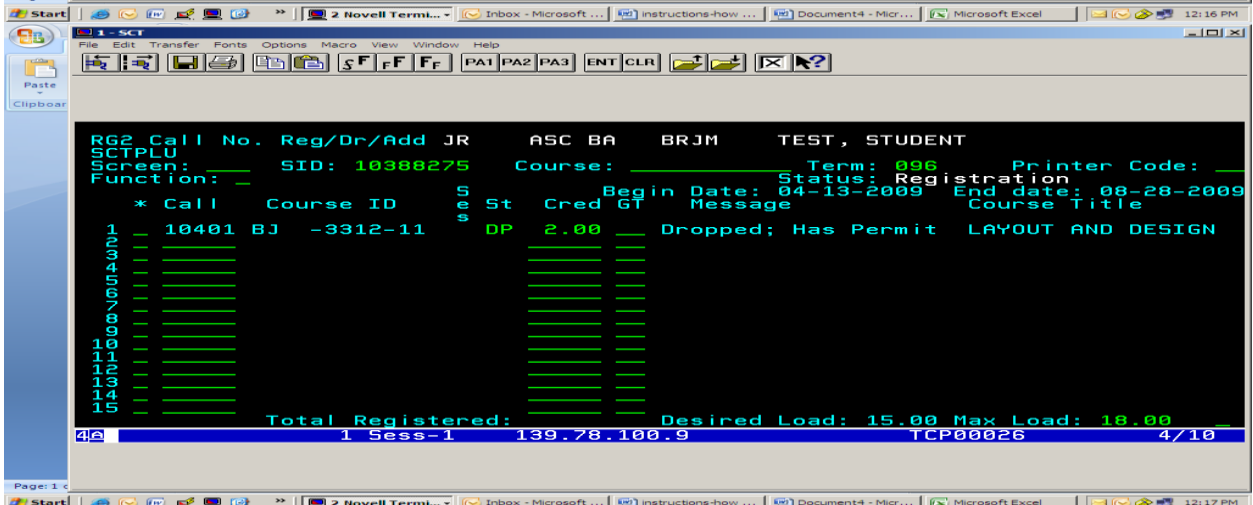 Start » 2 Novell Termi... Inbox - Microsoft ... instructions-how ... Document4 - Micr... Microsoft Excel 12:16 PM
1 - SCT
File Edit Transfer Fonts Options Macro View Window Help
PA1 PA2 PA3 ENT CLR
Paste
Clipboar
RG2 Call No. Reg/Dr/Add JR ASC BA BRJM TEST, STUDENT
SCTPLU
Screen: ____ SID: 10388275 Course: ____________ Term: 096 Printer Code: __
Function: _ Status: Registration
S Begin Date: 04-13-2009 End date: 08-28-2009
* Call Course ID e St Cred GT Message Course Title
s
1 _ 10401 BJ -3312-11 DP 2.00 __ Dropped; Has Permit LAYOUT AND DESIGN
2
3
4
5
6
7
8
9
10
11
12
13
14
15
Total Registered: Desired Load: 15.00 Max Load: 18.00
4A 1 Sess-1 139.78.100.9 TCP00026 4/10
Page: 1
Start » 2 Novell Termi... Inbox - Microsoft ... instructions-how ... Document4 - Micr... Microsoft Excel 12:17 PM